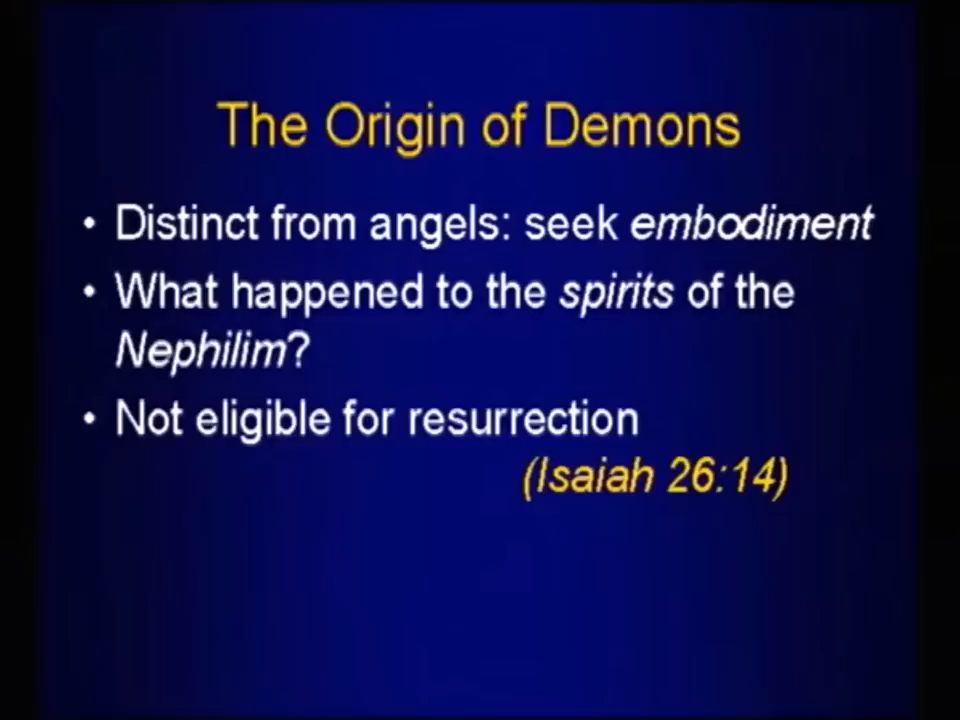 The Origin of Demons
• Distinct from angels: seek embodiment
• What happened to the spirits of the
Nephilim?
• Not eligible for resurrection
(Isaiah 26:14)